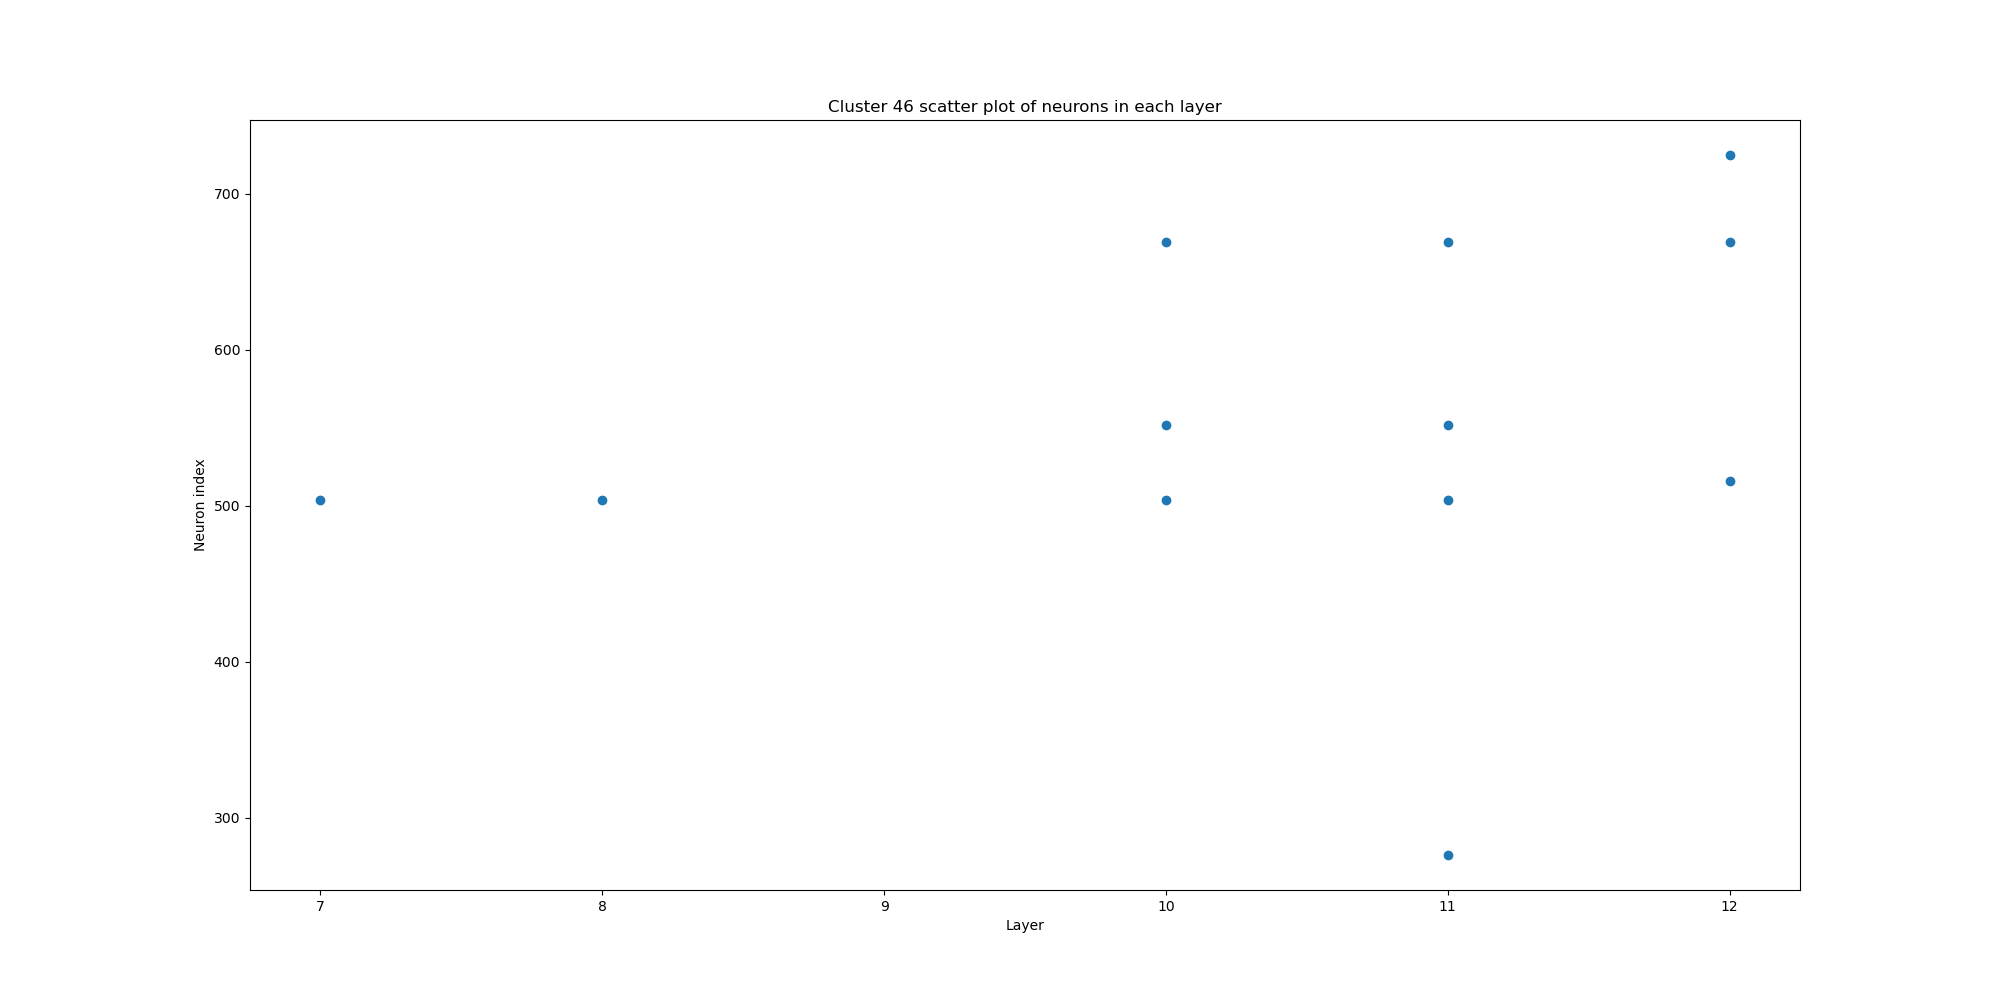 Cluster 46 scatter plot of neurons in each layer
700
600
500
400
300
Neuron index
7 8 9 10 11 12
Layer